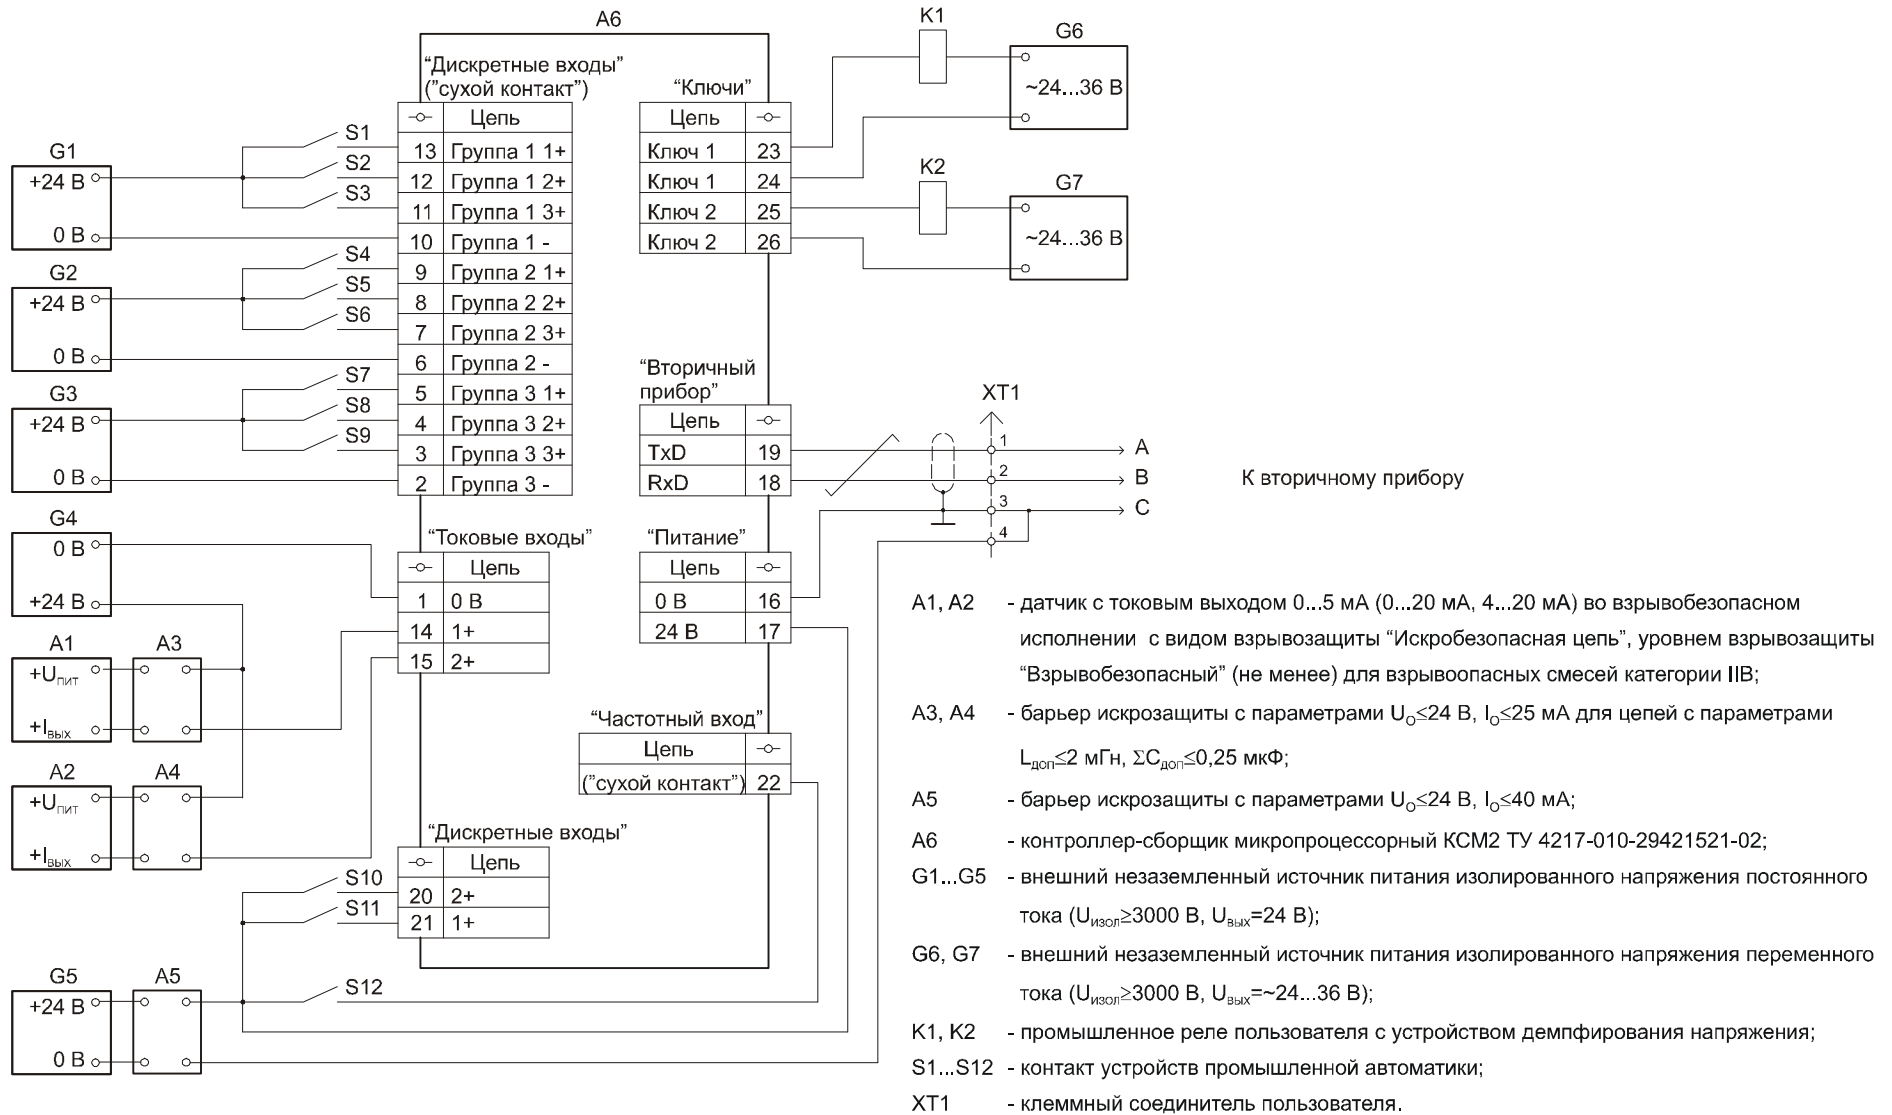 А6
“Дискретные входы”
(”сухой контакт”)
Цепь
13 Группа 1 1+
12 Группа 1 2+
11 Группа 1 3+
10 Группа 1 -
9 Группа 2 1+
8 Группа 2 2+
7 Группа 2 3+
6 Группа 2 -
5 Группа 3 1+
4 Группа 3 2+
3 Группа 3 3+
2 Группа 3 -
G1
+24 В
0 В
S1
S2
S3
G2
+24 В
0 В
S4
S5
S6
G3
+24 В
0 В
S7
S8
S9
G4
0 В
+24 В
“Токовые входы”
Цепь
1 0 В
14 1+
15 2+
А1
+Uпит
+Iвых
А3
А2
+Uпит
+Iвых
А4
“Дискретные входы”
Цепь
20 2+
21 1+
S10
S11
S12
G5
+24 В
0 В
А5
“Ключи”
Цепь
Ключ 1 23
Ключ 1 24
Ключ 2 25
Ключ 2 26
K1
G6
~24...36 В
K2
G7
~24...36 В
“Вторичный
прибор”
Цепь
TxD 19
RxD 18
“Питание”
Цепь
0 В 16
24 В 17
“Частотный вход”
Цепь
(”сухой контакт”) 22
XT1
1 А
2 В
3 С
4
К вторичному прибору
А1, А2 - датчик с токовым выходом 0...5 мА (0...20 мА, 4...20 мА) во взрывобезопасном
исполнении с видом взрывозащиты “Искробезопасная цепь”, уровнем взрывозащиты
“Взрывобезопасный” (не менее) для взрывоопасных смесей категории IIВ;
А3, А4 - барьер искрозащиты с параметрами UО≤24 В, IО≤25 мА для цепей с параметрами
Lдоп≤2 мГн, ΣCдоп≤0,25 мкФ;
А5 - барьер искрозащиты с параметрами UО≤24 В, IО≤40 мА;
А6 - контроллер-сборщик микропроцессорный КСМ2 ТУ 4217-010-29421521-02;
G1...G5 - внешний незаземленный источник питания изолированного напряжения постоянного
тока (Uизол≥3000 В, Uвых=24 В);
G6, G7 - внешний незаземленный источник питания изолированного напряжения переменного
тока (Uизол≥3000 В, Uвых=~24...36 В);
K1, K2 - промышленное реле пользователя с устройством демпфирования напряжения;
S1...S12 - контакт устройств промышленной автоматики;
XT1 - клеммный соединитель пользователя.